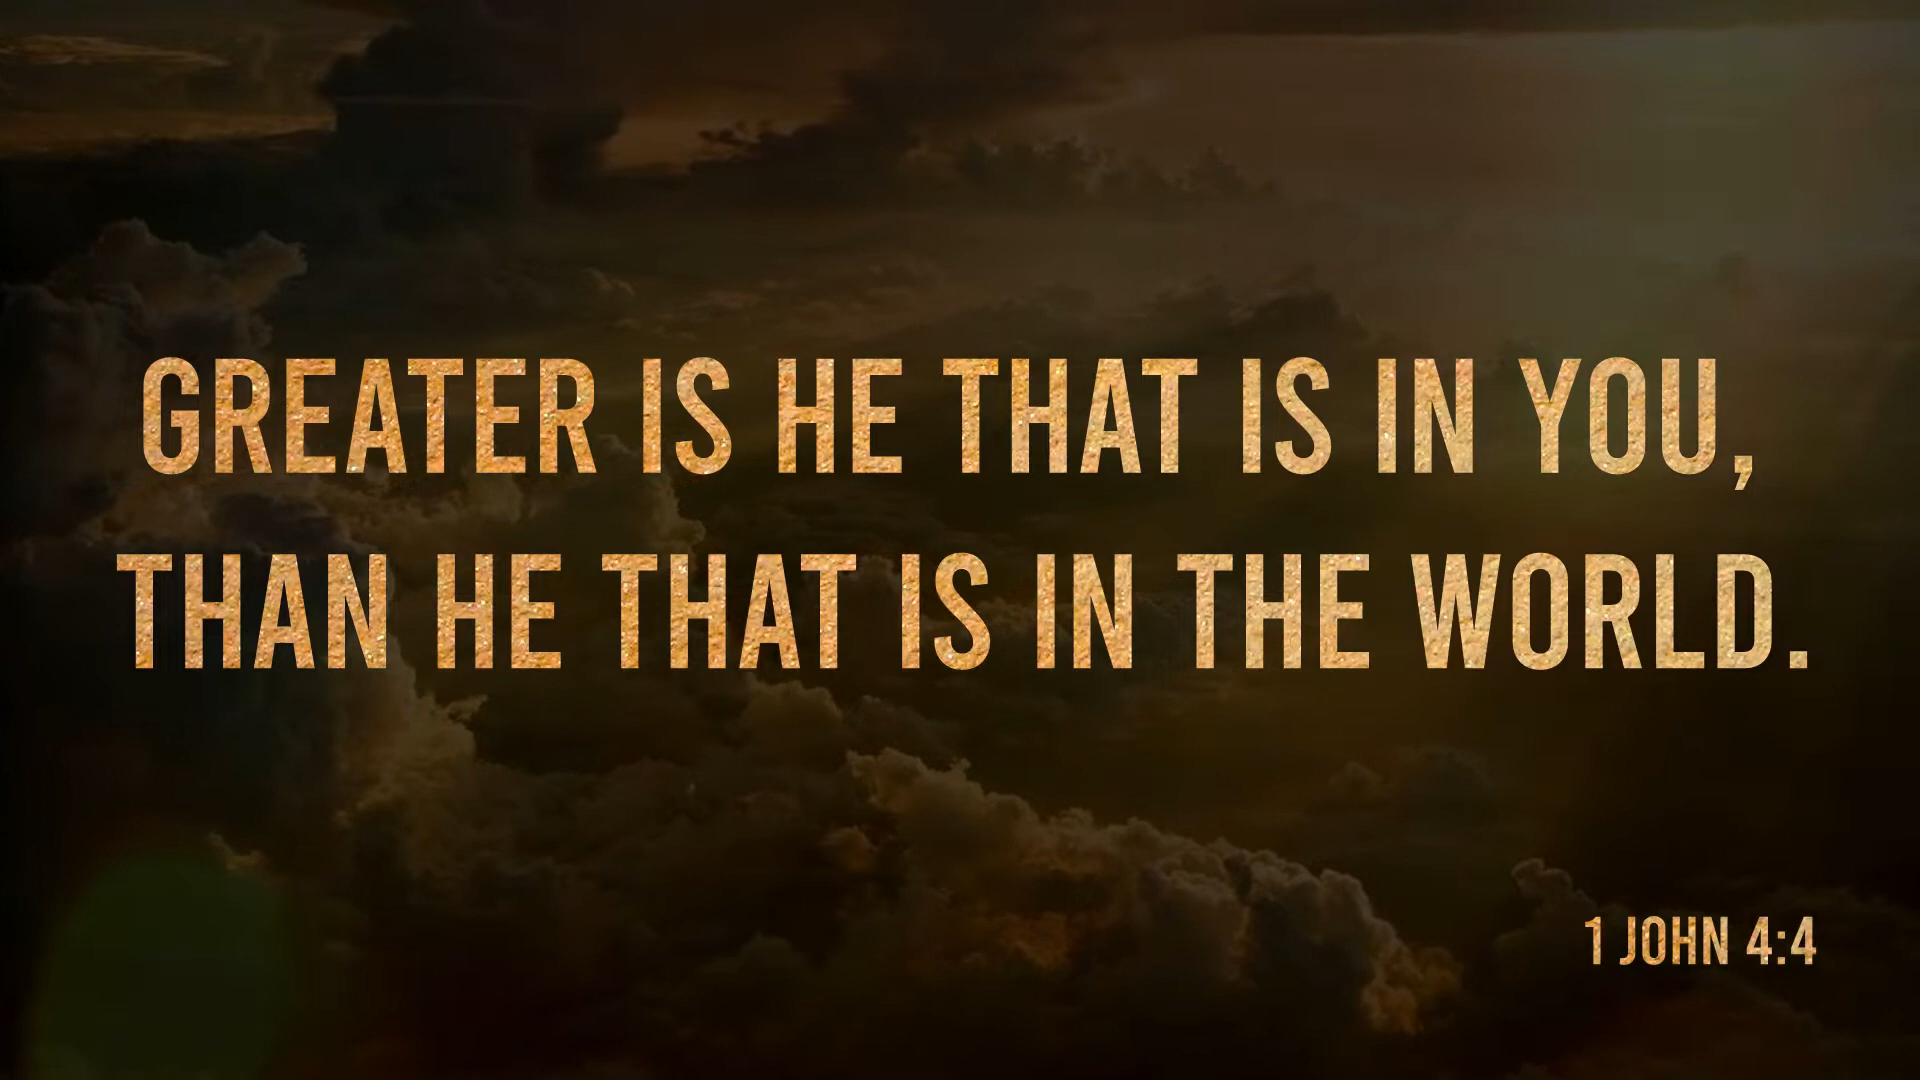 GREATER IS HE THAT IS IN YOU,
THAN HE THAT IS IN THE WORLD.
1 JOHN 4:4